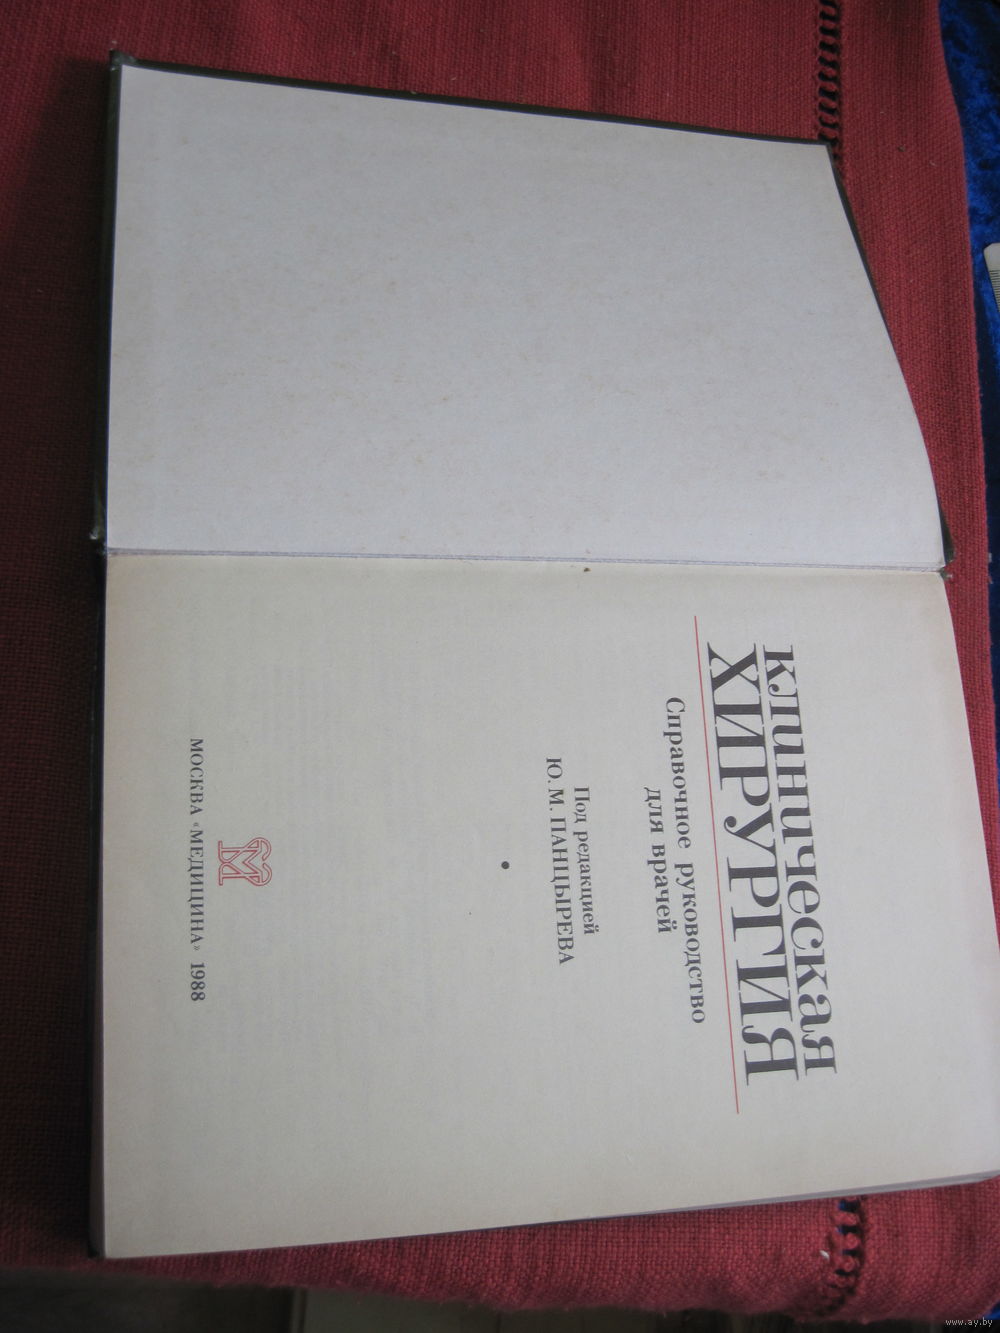 клиническая
ХИРУРГИЯ
Справочное руководство
для врачей
Под редакцией
Ю. М. ПАНЦЫРЕВА
МОСКВА «МЕДИЦИНА» 1988
www.ay.by